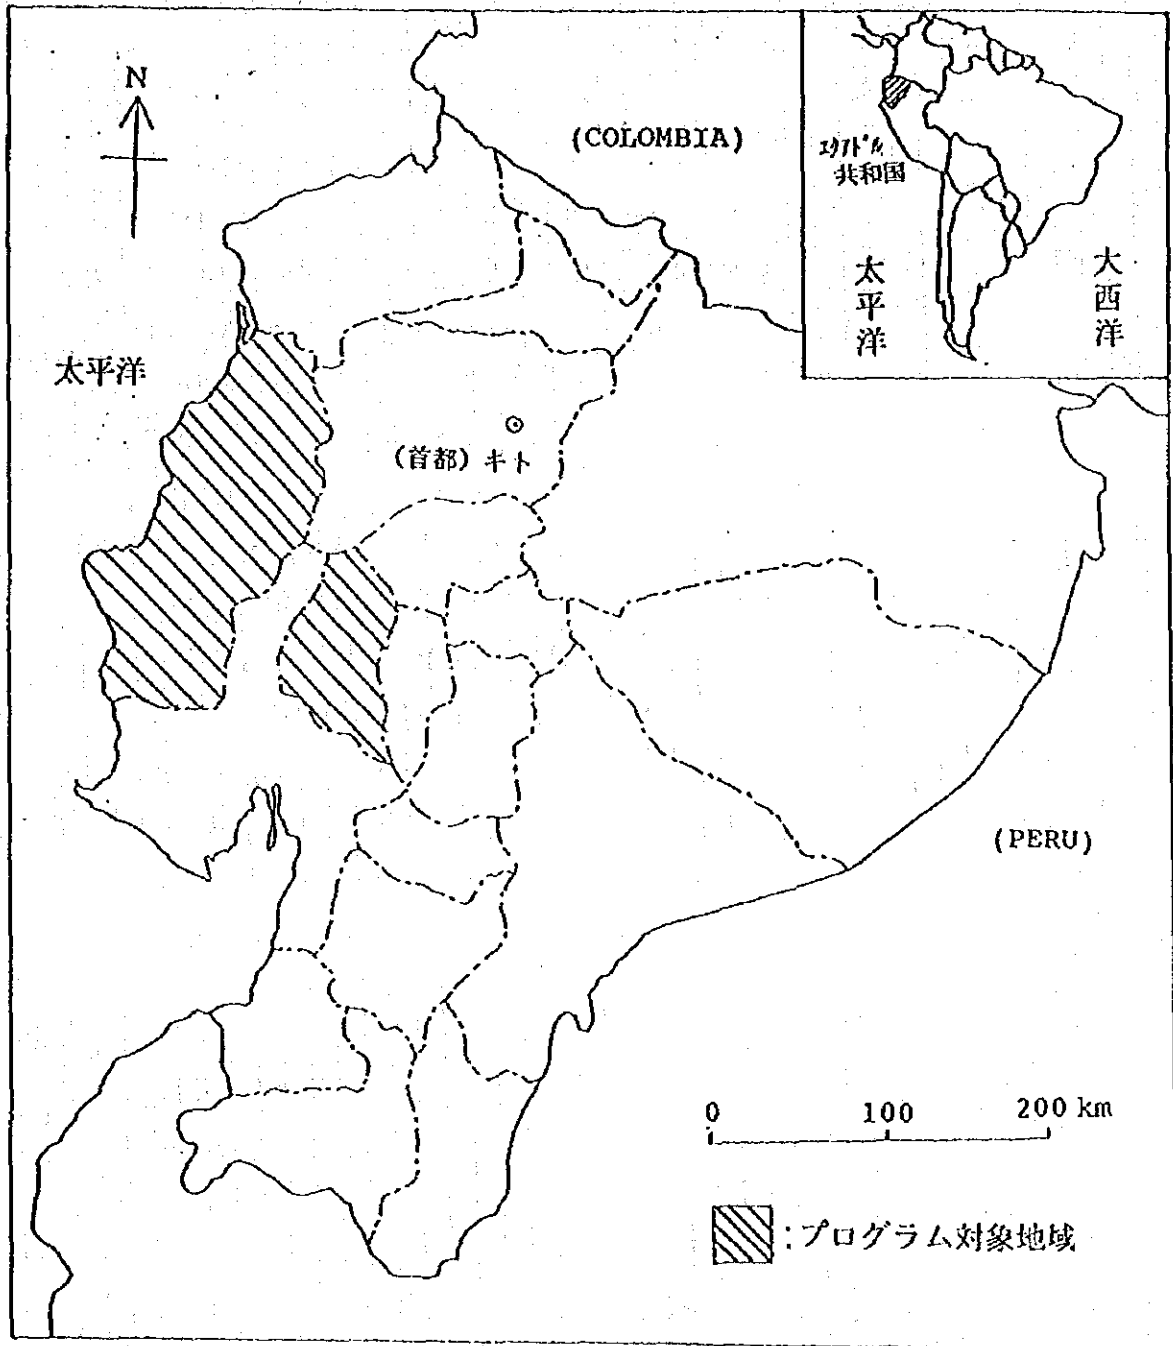 N
(COLOMBIA)
エクアドル
共和国
太平洋
大西洋
太平洋
(首都) キト
(PERU)
0 100 200 km
:プログラム対象地域